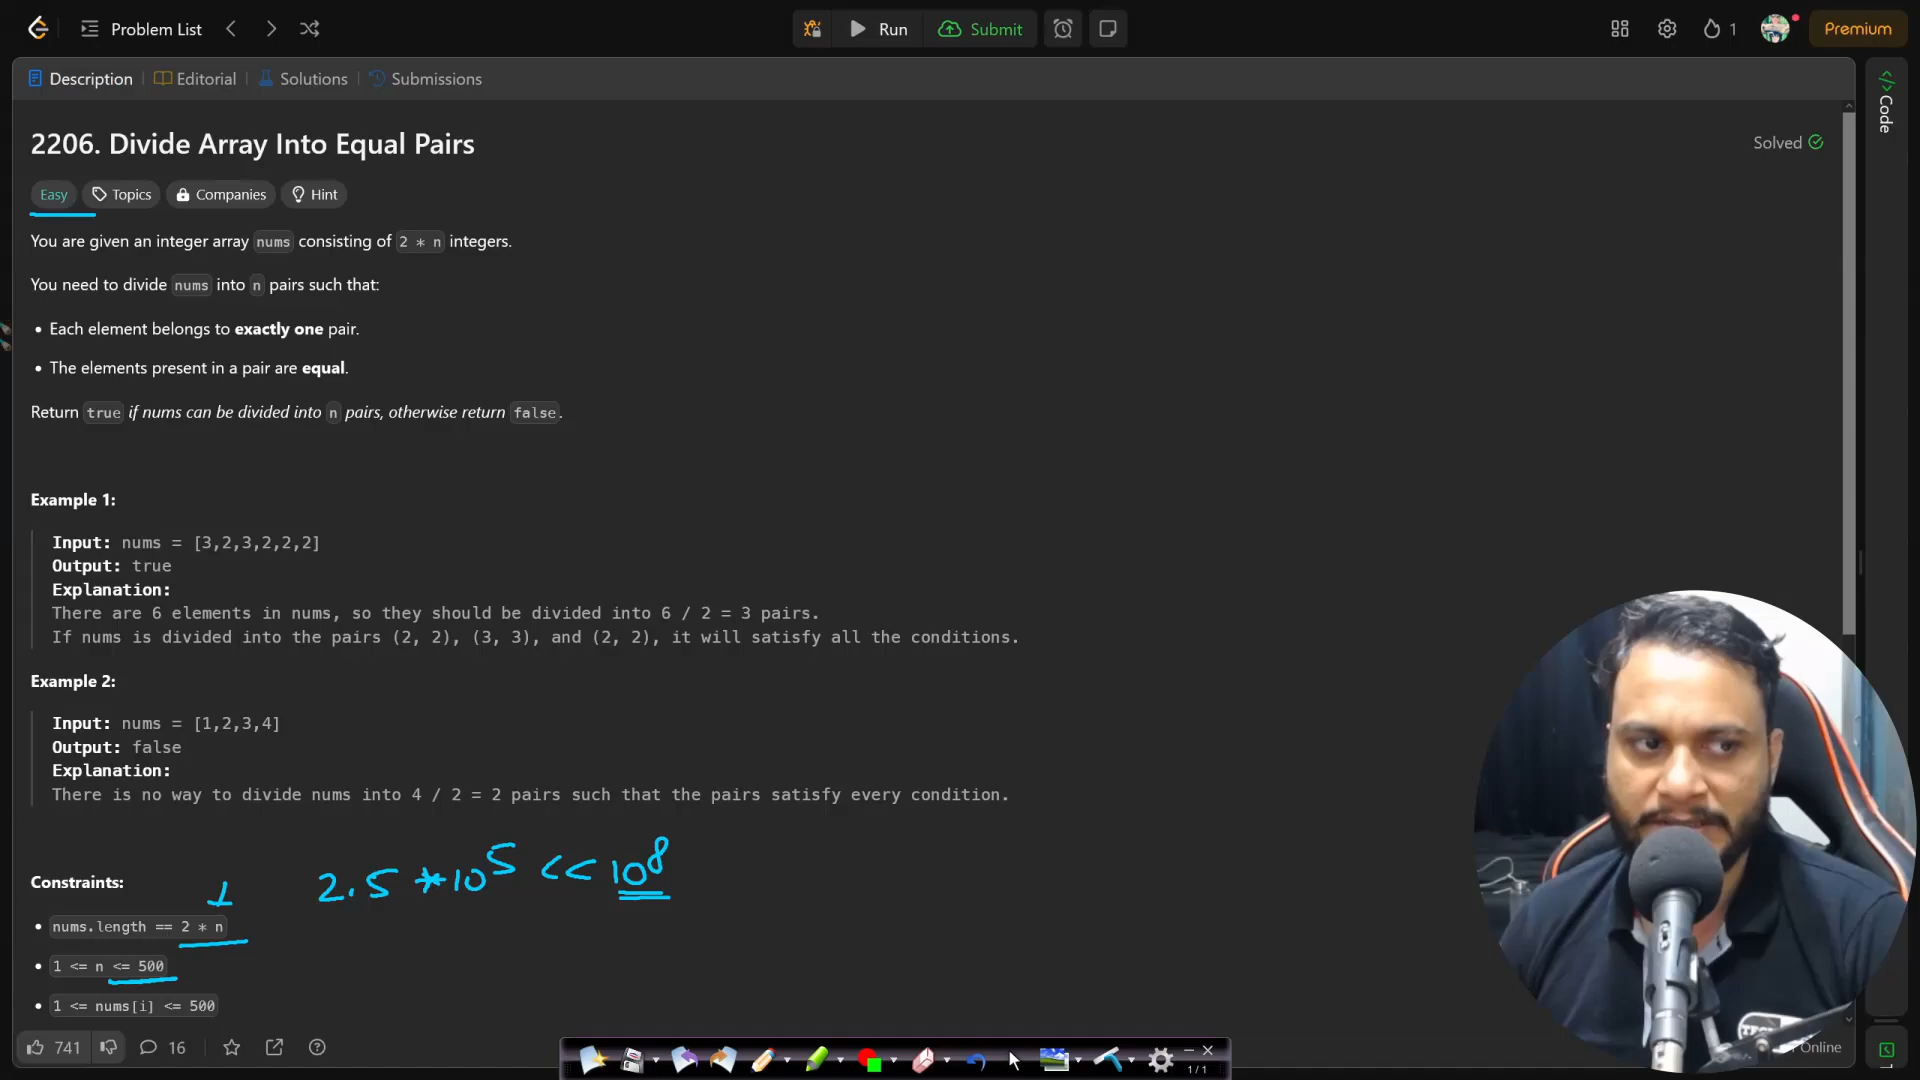 Problem List
Run
Submit
1
Premium
Description
Editorial
Solutions
Submissions
Code
2206. Divide Array Into Equal Pairs
Solved
Easy
Topics
Companies
Hint
You are given an integer array nums consisting of 2 * n integers.
You need to divide nums into n pairs such that:
• Each element belongs to exactly one pair.
• The elements present in a pair are equal.
Return true if nums can be divided into n pairs, otherwise return false.
Example 1:
Input: nums = [3,2,3,2,2,2]
Output: true
Explanation:
There are 6 elements in nums, so they should be divided into 6 / 2 = 3 pairs.
If nums is divided into the pairs (2, 2), (3, 3), and (2, 2), it will satisfy all the conditions.
Example 2:
Input: nums = [1,2,3,4]
Output: false
Explanation:
There is no way to divide nums into 4 / 2 = 2 pairs such that the pairs satisfy every condition.
2.5 * 10^5 << 10^8
Constraints:
1
• nums.length == 2 * n
• 1 <= n <= 500
• 1 <= nums[i] <= 500
741
16
1/1
Online